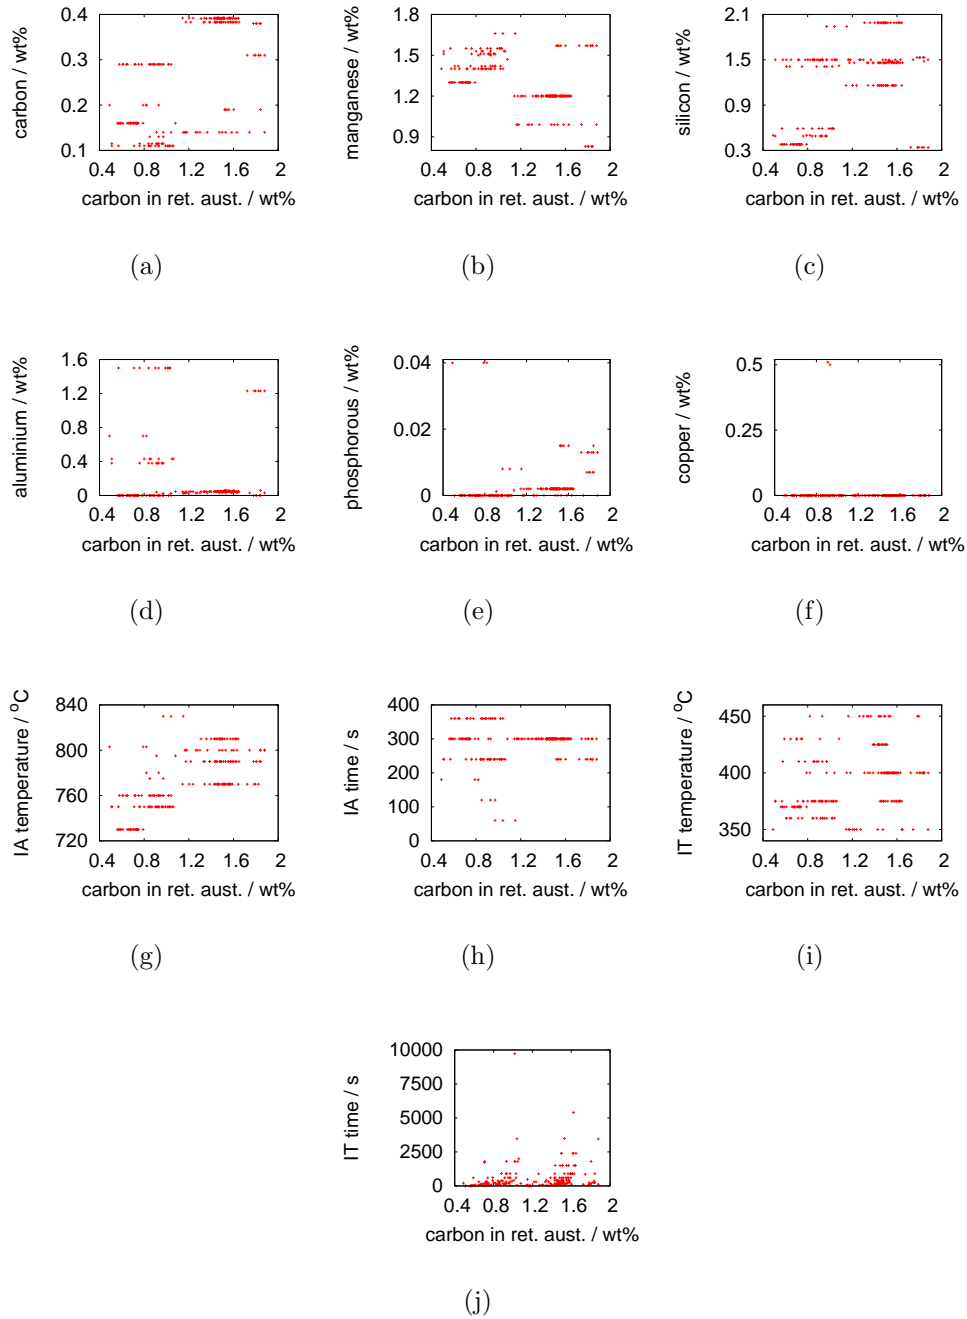 carbon / wt%
0.4
0.3
0.2
0.1
0.4 0.8 1.2 1.6 2
carbon in ret. aust. / wt%
(a)
manganese / wt%
1.8
1.5
1.2
0.9
0.4 0.8 1.2 1.6 2
carbon in ret. aust. / wt%
(b)
silicon / wt%
2.1
1.5
0.9
0.3
0.4 0.8 1.2 1.6 2
carbon in ret. aust. / wt%
(c)
aluminium / wt%
1.6
1.2
0.8
0.4
0
0.4 0.8 1.2 1.6 2
carbon in ret. aust. / wt%
(d)
phosphorous / wt%
0.04
0.02
0
0.4 0.8 1.2 1.6 2
carbon in ret. aust. / wt%
(e)
copper / wt%
0.5
0.25
0
0.4 0.8 1.2 1.6 2
carbon in ret. aust. / wt%
(f)
IA temperature / °C
840
800
760
720
0.4 0.8 1.2 1.6 2
carbon in ret. aust. / wt%
(g)
IA time / s
400
300
200
100
0
0.4 0.8 1.2 1.6 2
carbon in ret. aust. / wt%
(h)
IT temperature / °C
450
400
350
0.4 0.8 1.2 1.6 2
carbon in ret. aust. / wt%
(i)
IT time / s
10000
7500
5000
2500
0
0.4 0.8 1.2 1.6 2
carbon in ret. aust. / wt%
(j)